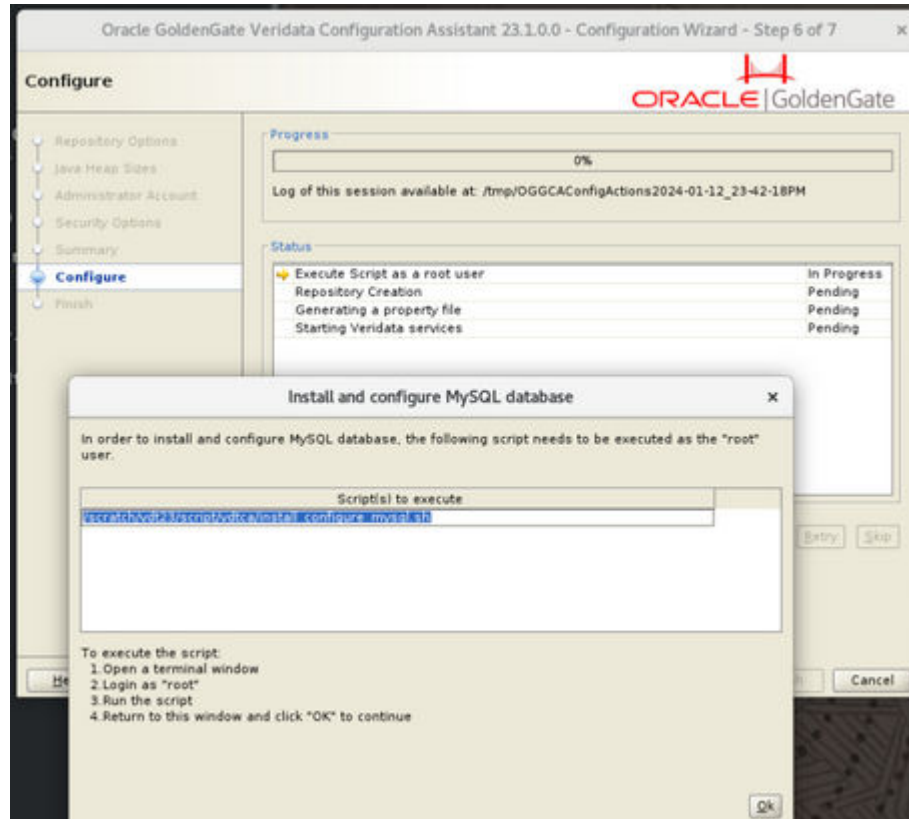 Oracle GoldenGate Veridata Configuration Assistant 23.1.0.0 - Configuration Wizard - Step 6 of 7
Configure
ORACLE | GoldenGate
Repository Options
Java Heap Sizes
Administrator Account
Security Options
Summary
Configure
Finish
Progress
0%
Log of this session available at: /tmp/OGGCAConfigActions2024-01-12_23-42-18PM
Status
Execute Script as a root user In Progress
Repository Creation Pending
Generating a property file Pending
Starting Veridata services Pending
Retry Skip
Install and configure MySQL database
In order to install and configure MySQL database, the following script needs to be executed as the "root"
user.
Script(s) to execute
/scratch/vdt23/script/vdtca/install_configure_mysql.sh
To execute the script:
1.Open a terminal window
2.Login as "root"
3.Run the script
4.Return to this window and click "OK" to continue
Cancel
Ok